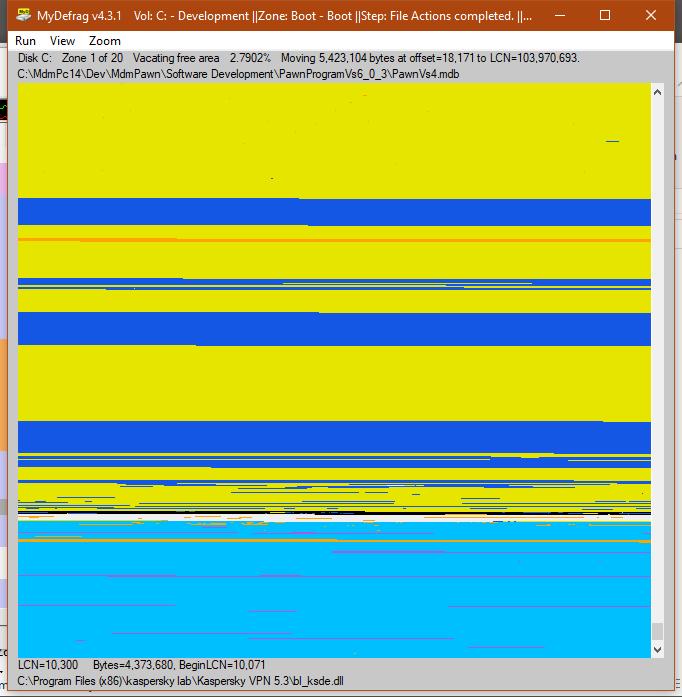 MyDefrag v4.3.1 Vol: C: - Development ||Zone: Boot - Boot ||Step: File Actions completed. ||...
Run View Zoom
Disk C: Zone 1 of 20 Vacating free area 2.7902% Moving 5,423,104 bytes at offset=18,171 to LCN=103,970,693.
C:\MdmPc14\Dev\MdmPawn\Software Development\PawnProgramVs6_0_3\PawnVs4.mdb
LCN=10,300 Bytes=4,373,680, BeginLCN=10,071
C:\Program Files (x86)\kaspersky lab\Kaspersky VPN 5.3\bl_ksde.dll